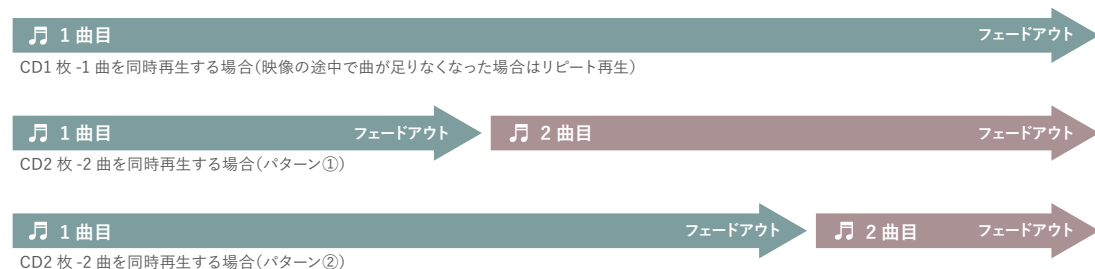 1 曲目 フェードアウト
CD1 枚 -1 曲を同時再生する場合（映像の途中で曲が足りなくなった場合はリピート再生）
1 曲目 フェードアウト 2 曲目 フェードアウト
CD2 枚 -2 曲を同時再生する場合（パターン①）
1 曲目 フェードアウト 2 曲目 フェードアウト
CD2 枚 -2 曲を同時再生する場合（パターン②）